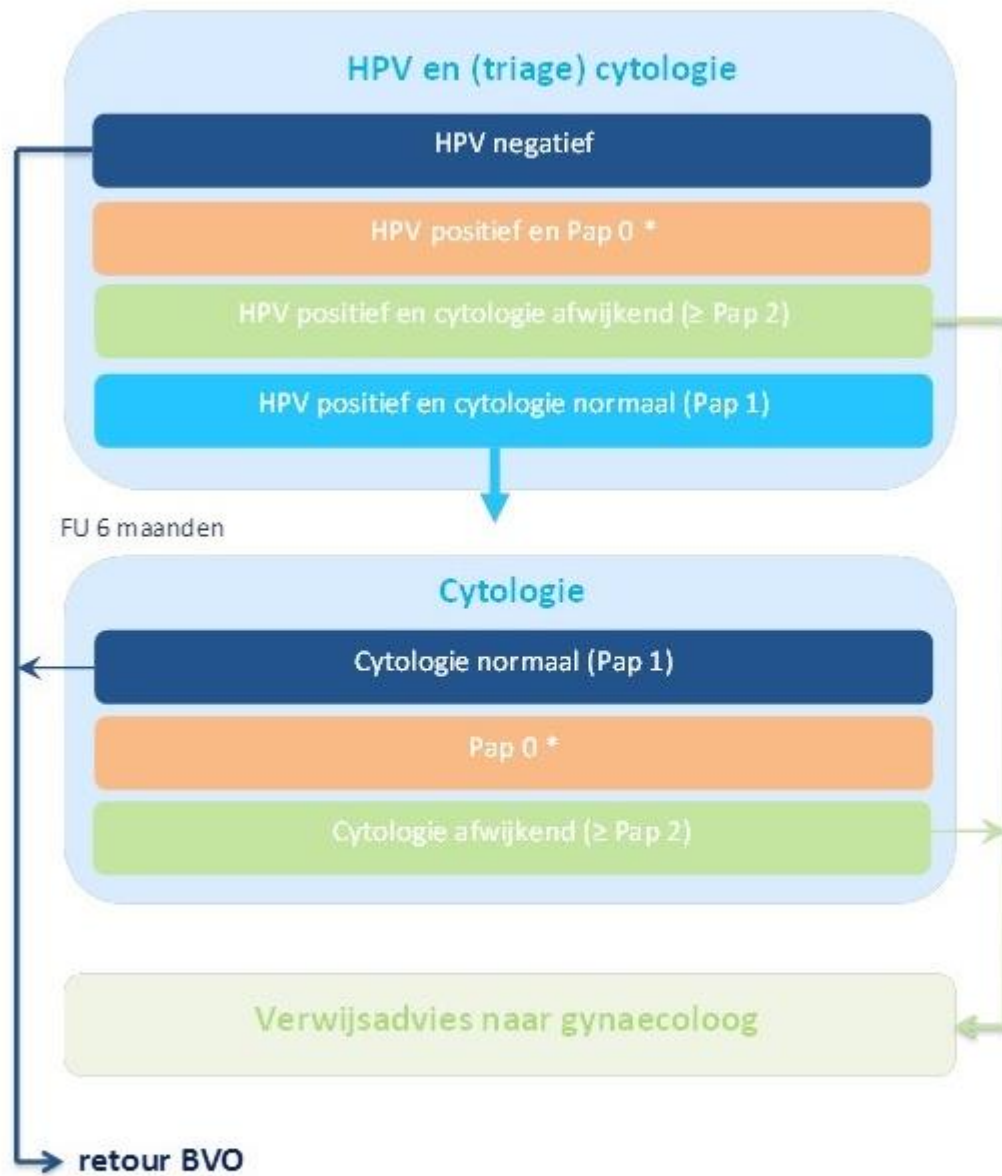 HPV en (triage) cytologie
HPV negatief
HPV positief en Pap 0 *
HPV positief en cytologie afwijkend (≥ Pap 2)
HPV positief en cytologie normaal (Pap 1)
FU 6 maanden
Cytologie
Cytologie normaal (Pap 1)
Pap 0 *
Cytologie afwijkend (≥ Pap 2)
Verwijsadvies naar gynaecoloog
retour BVO